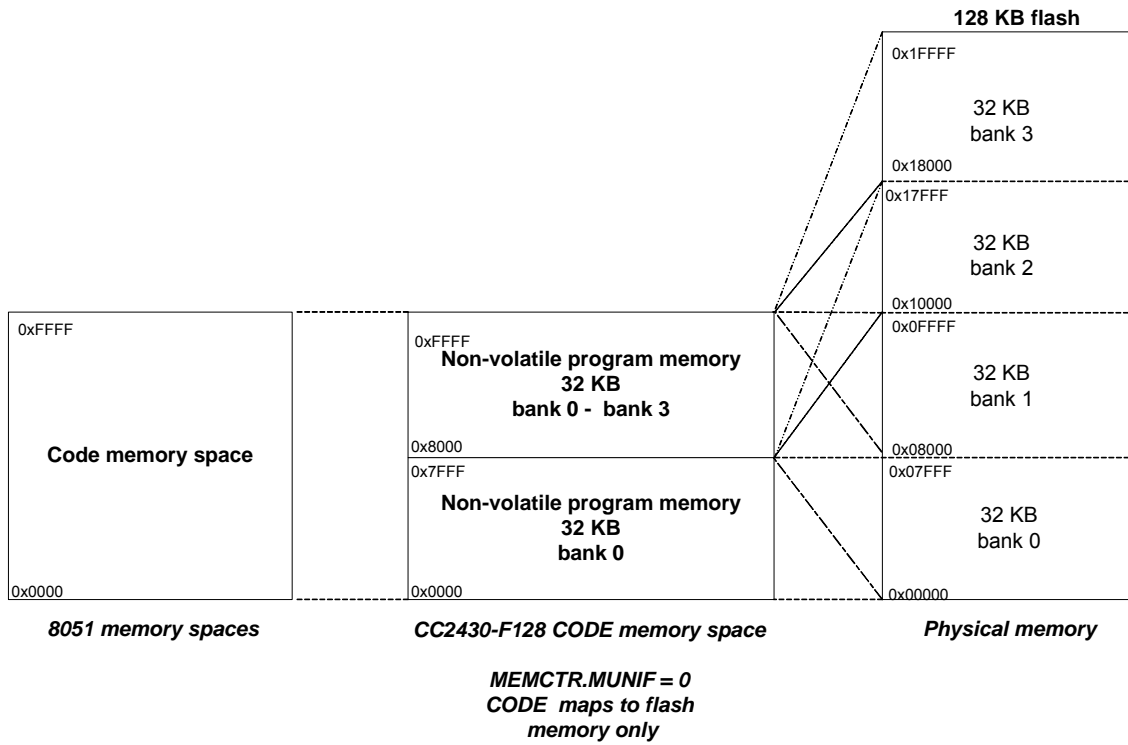 128 KB flash
0x1FFFF
32 KB
bank 3
0x18000
0x17FFF
32 KB
bank 2
0x10000
0xFFFF
0xFFFF
Non-volatile program memory
32 KB
bank 0 - bank 3
0x8000
0x0FFFF
32 KB
bank 1
0x08000
Code memory space
0x7FFF
Non-volatile program memory
32 KB
bank 0
0x07FFF
32 KB
bank 0
0x0000
0x0000
0x00000
8051 memory spaces
CC2430-F128 CODE memory space
Physical memory
MEMCTR.MUNIF = 0
CODE maps to flash
memory only